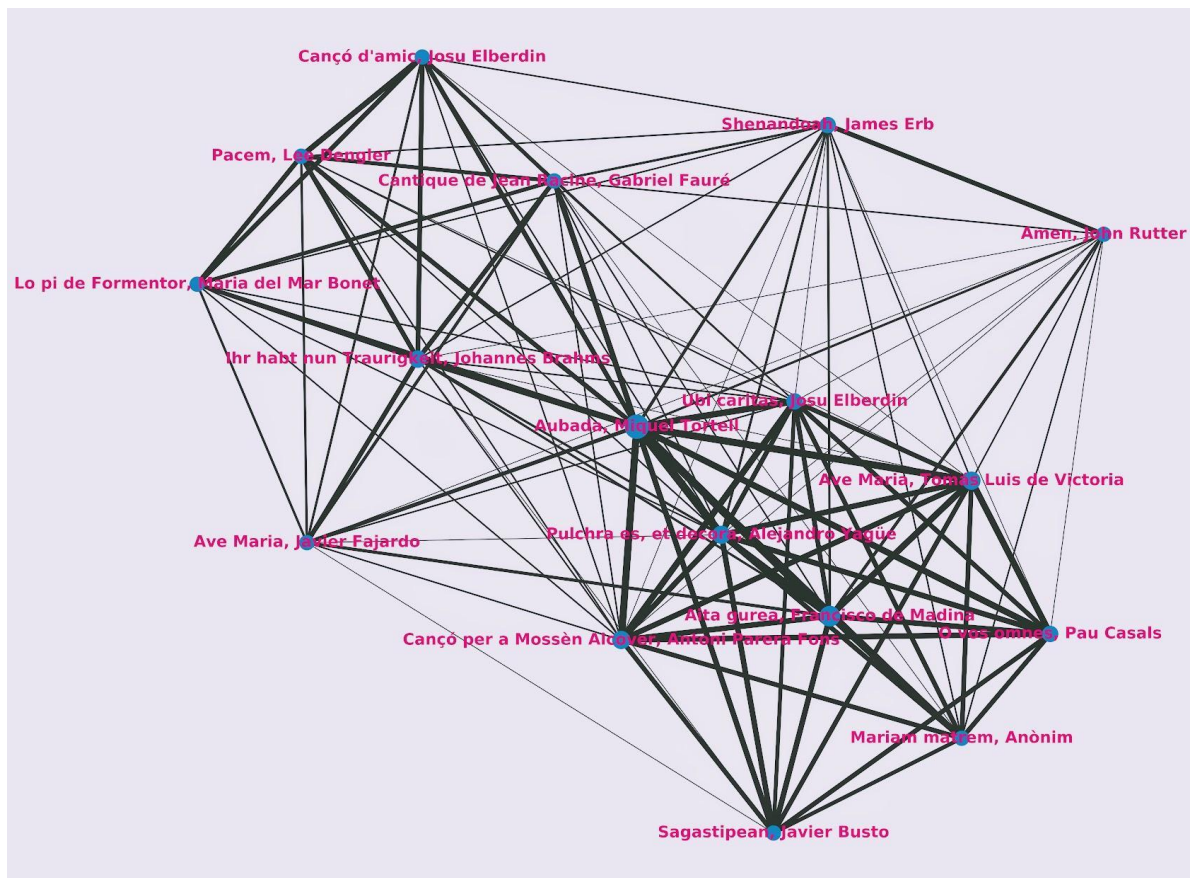 Cançó d'amic, Josu Elberdin
Shenandoah, James Erb
Pacem, Leo Dengler
Cantique de Jean Racine, Gabriel Fauré
Amen, John Rutter
Lo pi de Formentor, Maria del Mar Bonet
Ihr habt nun Traurigkeit, Johannes Brahms
Ubi caritas, Josu Elberdin
Aubada, Miquel Tortell
Ave Maria, Tomás Luis de Victoria
Pulchra es, et decora, Alejandro Yagüe
Ave Maria, Javier Fajardo
Aita gurea, Francisco de Madina
O vos omnes, Pau Casals
Cançó per a Mossèn Alcover, Antoni Parera Fons
Mariam matrem, Anònim
Sagastipean, Javier Busto